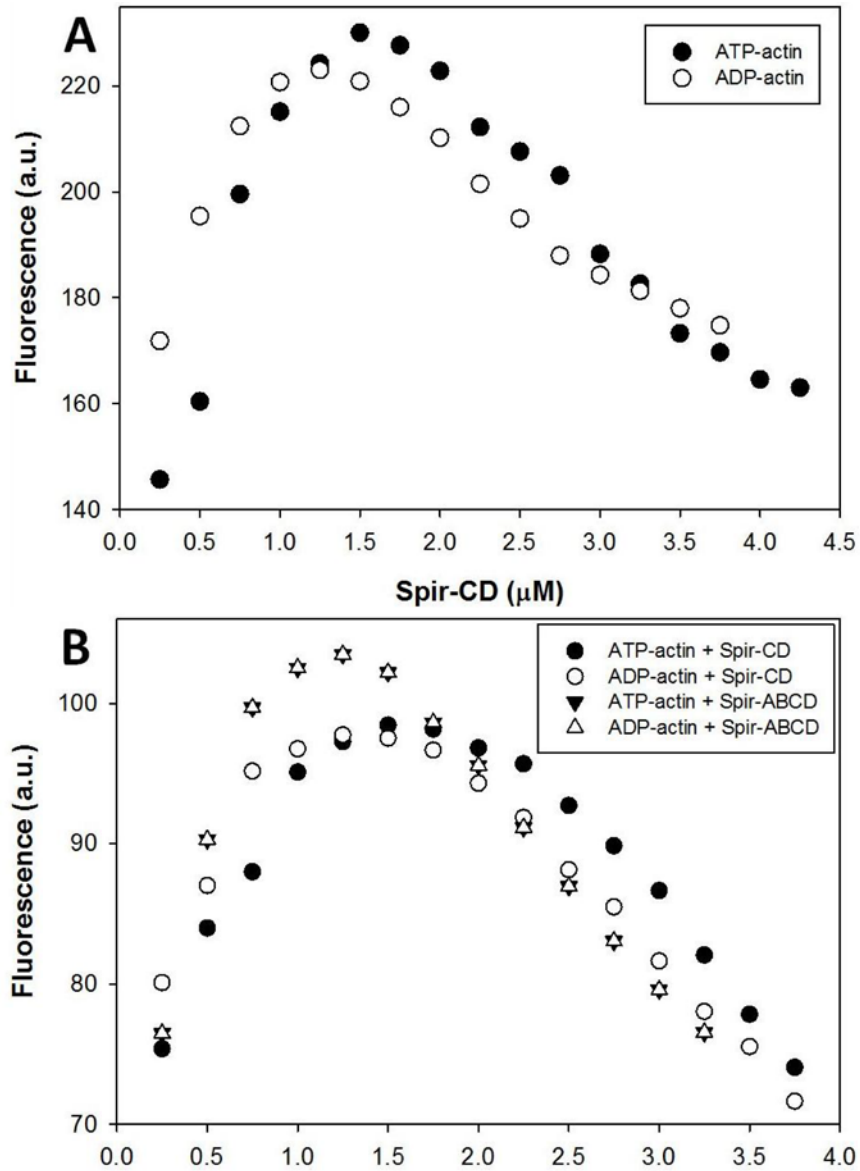 A
ATP-actin
ADP-actin
Fluorescence (a.u.)
220
200
180
160
140
0.0 0.5 1.0 1.5 2.0 2.5 3.0 3.5 4.0 4.5
Spir-CD (μM)
B
ATP-actin + Spir-CD
ADP-actin + Spir-CD
ATP-actin + Spir-ABCD
ADP-actin + Spir-ABCD
Fluorescence (a.u.)
100
90
80
70
0.0 0.5 1.0 1.5 2.0 2.5 3.0 3.5 4.0